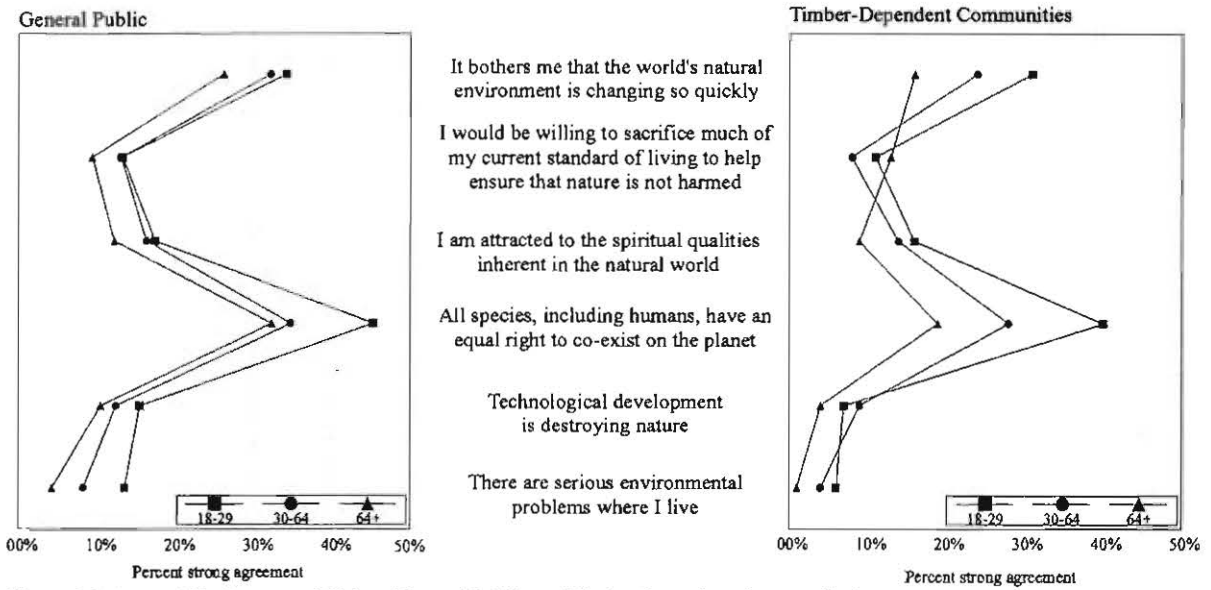 General Public
Timber-Dependent Communities
It bothers me that the world's natural
environment is changing so quickly
I would be willing to sacrifice much of
my current standard of living to help
ensure that nature is not harmed
I am attracted to the spiritual qualities
inherent in the natural world
All species, including humans, have an
equal right to co-exist on the planet
Technological development
is destroying nature
There are serious environmental
problems where I live
18-29 30-64 64+
00% 10% 20% 30% 40% 50%
Percent strong agreement
18-29 30-64 64+
00% 10% 20% 30% 40% 50%
Percent strong agreement